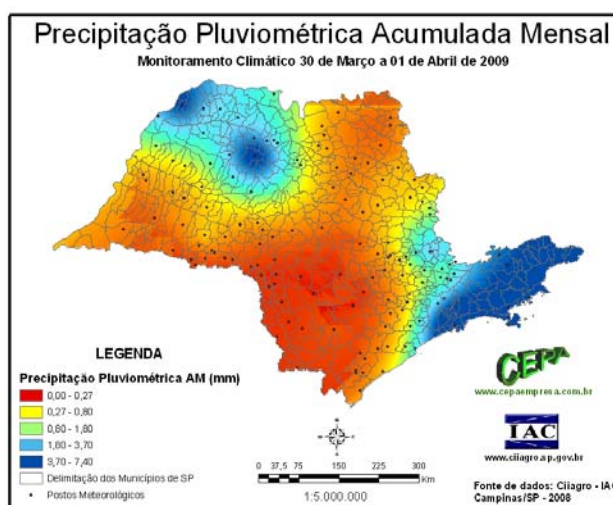 Precipitação Pluviométrica Acumulada Mensal
Monitoramento Climático 30 de Março a 01 de Abril de 2009
LEGENDA
Precipitação Pluviométrica AM (mm)
0,00 - 0,27
0,27 - 0,80
0,80 - 1,80
1,80 - 3,70
3,70 - 7,40
Delimitação dos Municípios de SP
Postos Meteorológicos
0 37,5 75 150 225 300
Km
1:5.000.000
CEPA
www.cepaempresa.com.br
IAC
www.ciiagro.sp.gov.br
Fonte de dados: Ciiagro - IAC
Campinas/SP - 2008